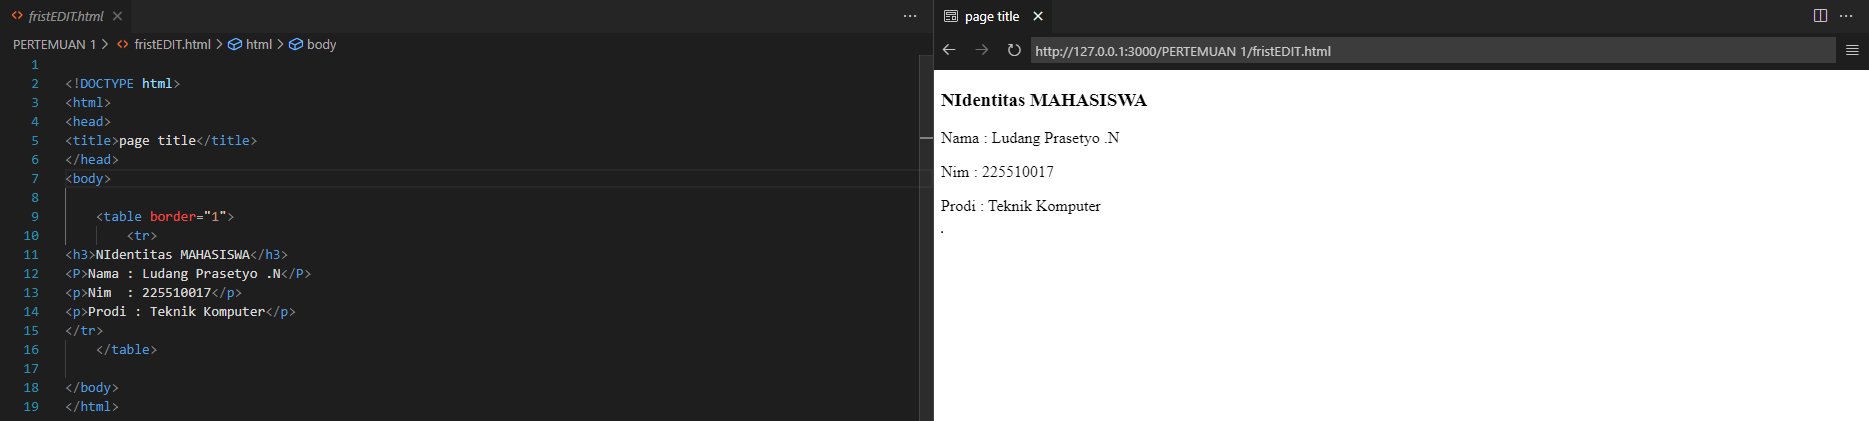 fristEDIT.html
PERTEMUAN 1 > fristEDIT.html > html > body
1
2 <!DOCTYPE html>
3 <html>
4 <head>
5 <title>page title</title>
6 </head>
7 <body>
8
9 <table border="1">
10 <tr>
11 <h3>NIdentitas MAHASISWA</h3>
12 <P>Nama : Ludang Prasetyo .N</P>
13 <p>Nim  : 225510017</p>
14 <p>Prodi : Teknik Komputer</p>
15 </tr>
16 </table>
17
18 </body>
19 </html>
page title
http://127.0.0.1:3000/PERTEMUAN 1/fristEDIT.html
NIdentitas MAHASISWA
Nama : Ludang Prasetyo .N
Nim : 225510017
Prodi : Teknik Komputer